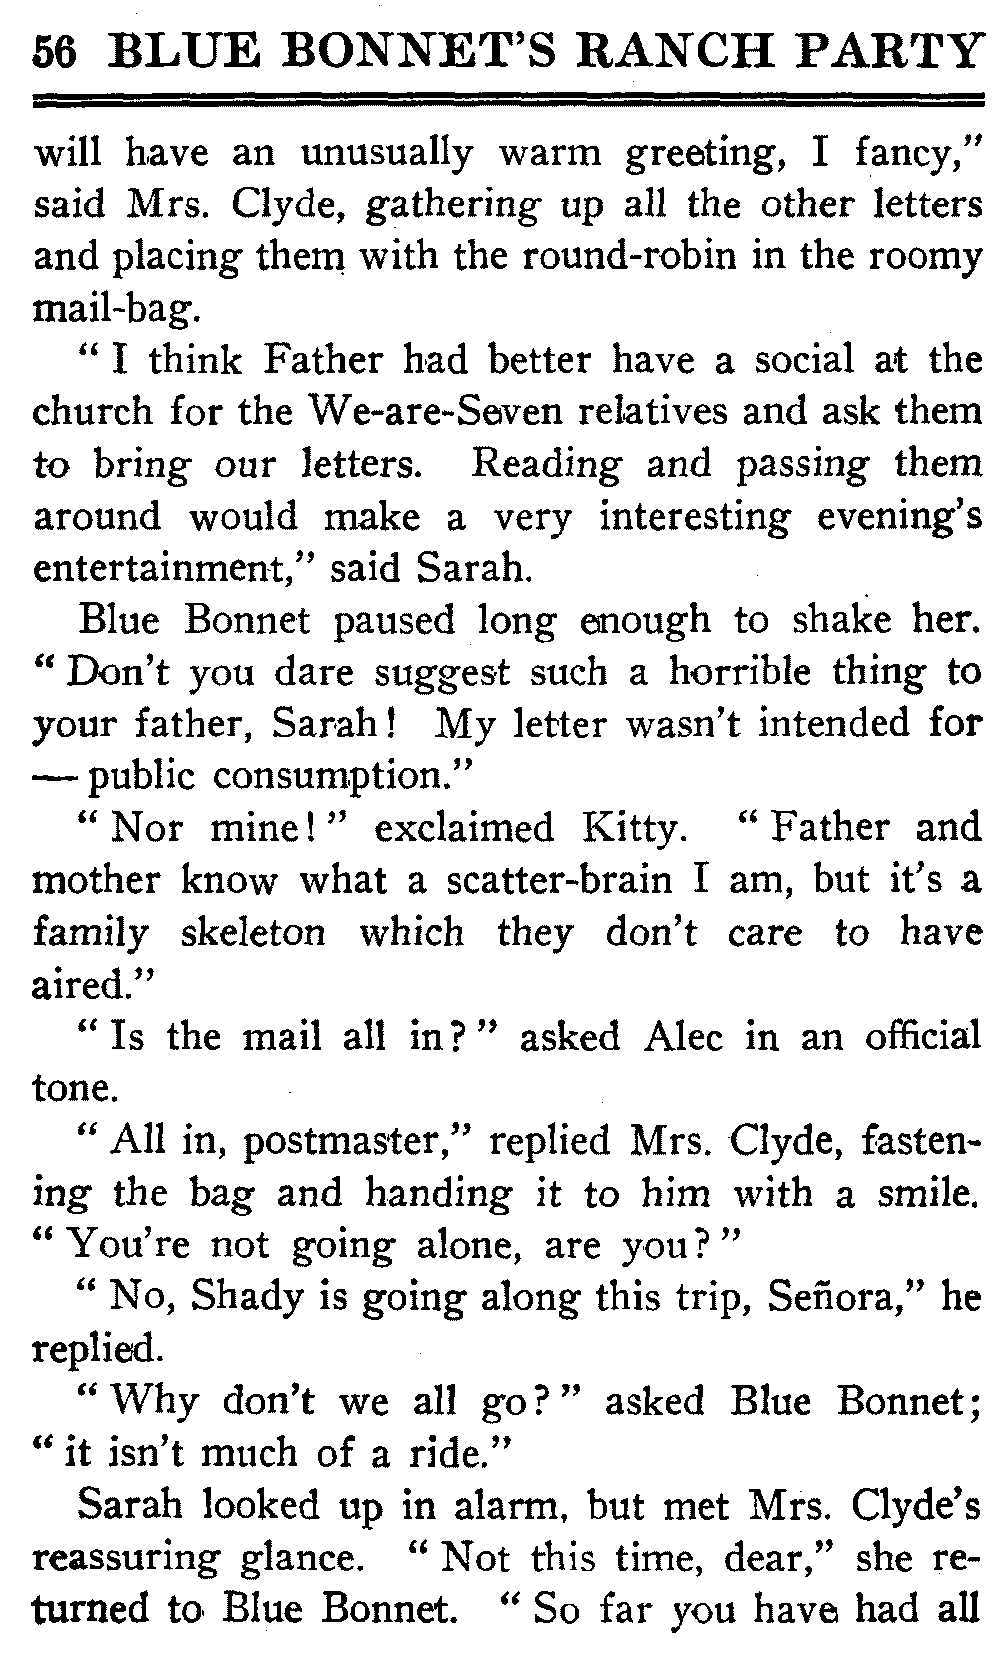 56 BLUE BONNET'S RANCH PARTY
will have an unusually warm greeting, I fancy,"
said Mrs. Clyde, gathering up all the other letters
and placing them with the round-robin in the roomy
mail-bag.
" I think Father had better have a social at the
church for the We-are-Seven relatives and ask them
to bring our letters. Reading and passing them
around would make a very interesting evening's
entertainment," said Sarah.
Blue Bonnet paused long enough to shake her.
" Don't you dare suggest such a horrible thing to
your father, Sarah! My letter wasn't intended for
— public consumption."
" Nor mine! " exclaimed Kitty. " Father and
mother know what a scatter-brain I am, but it's a
family skeleton which they don't care to have
aired."
" Is the mail all in? " asked Alec in an official
tone.
" All in, postmaster," replied Mrs. Clyde, fasten-
ing the bag and handing it to him with a smile.
" You're not going alone, are you? "
" No, Shady is going along this trip, Señora," he
replied.
" Why don't we all go? " asked Blue Bonnet;
" it isn't much of a ride."
Sarah looked up in alarm, but met Mrs. Clyde's
reassuring glance. " Not this time, dear," she re-
turned to Blue Bonnet. " So far you have had all